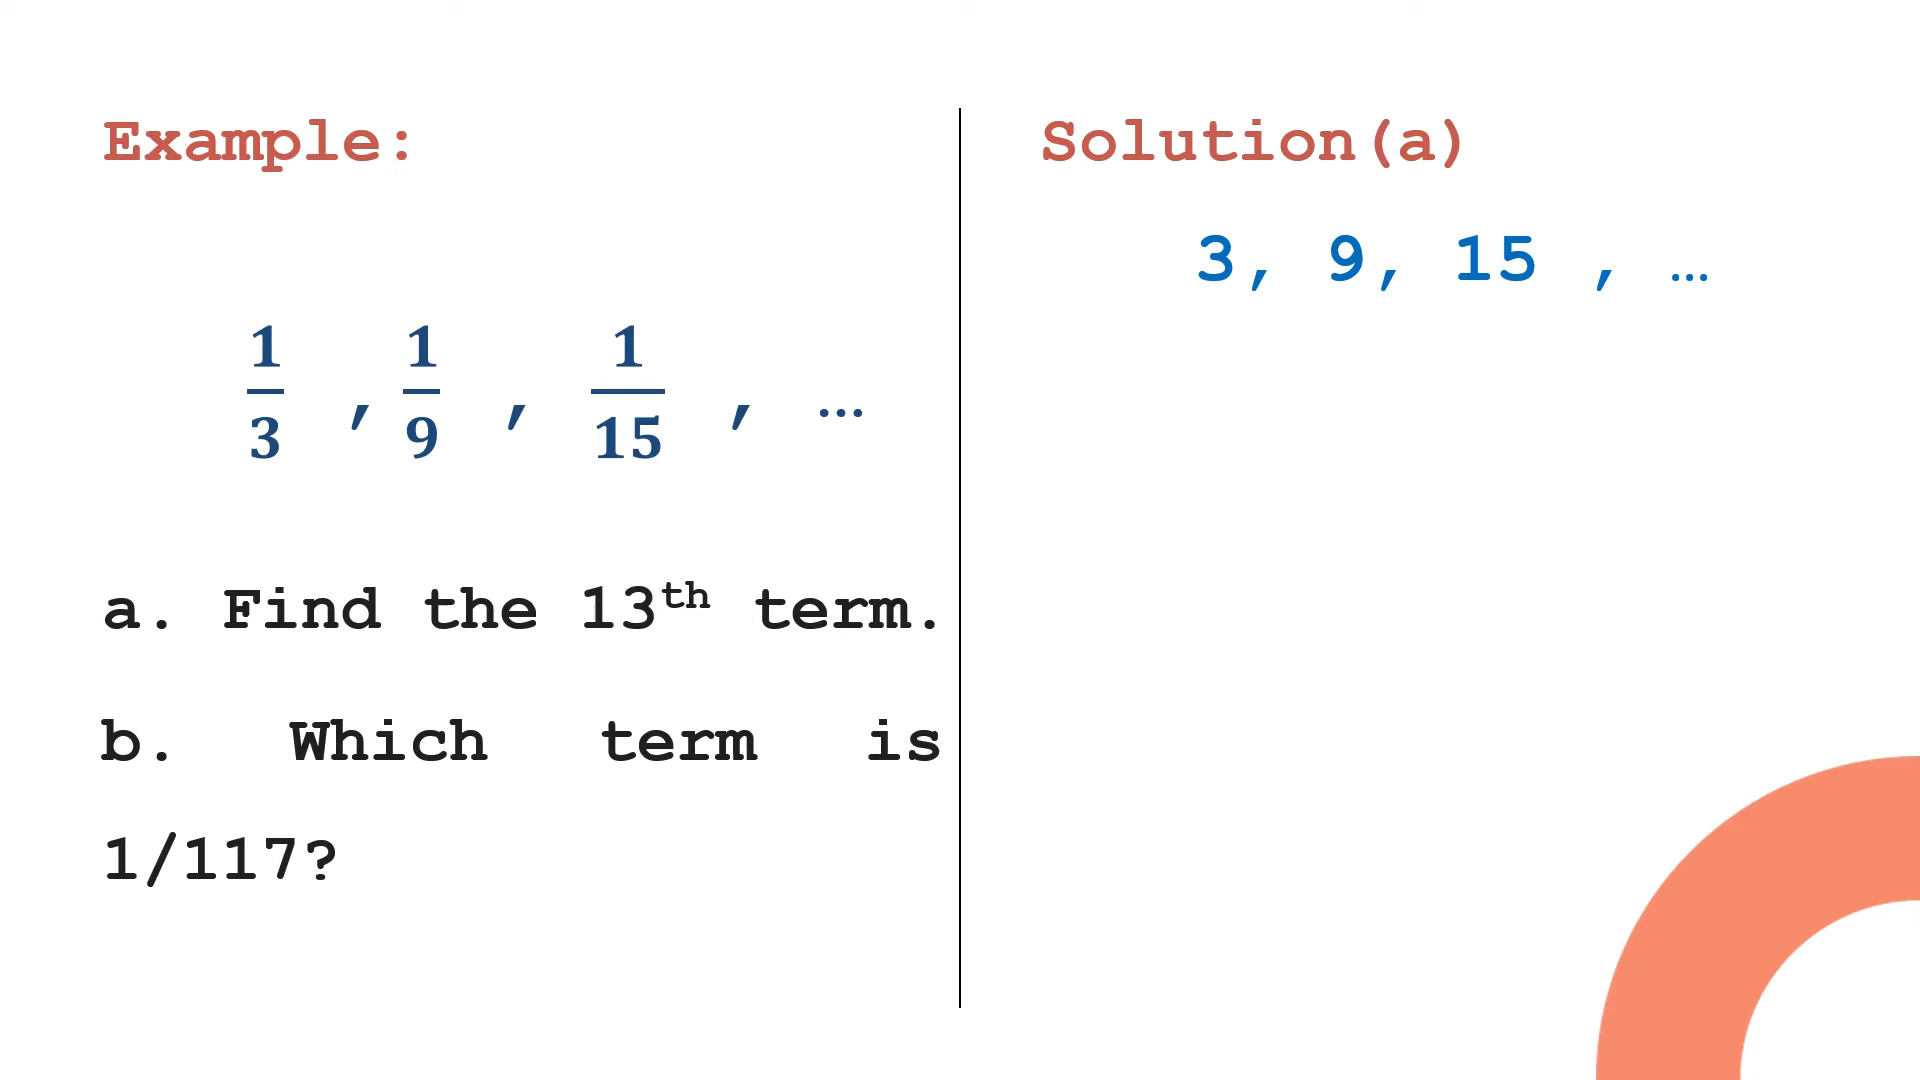 Example:
1/3 , 1/9 , 1/15 , …
a. Find the 13th term.
b. Which term is
1/117?
Solution(a)
3, 9, 15 , …